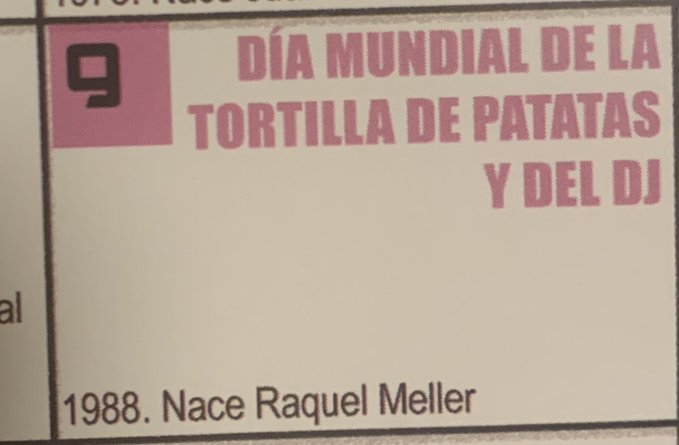 9
DÍA MUNDIAL DE LA
TORTILLA DE PATATAS
Y DEL DJ
al
1988. Nace Raquel Meller